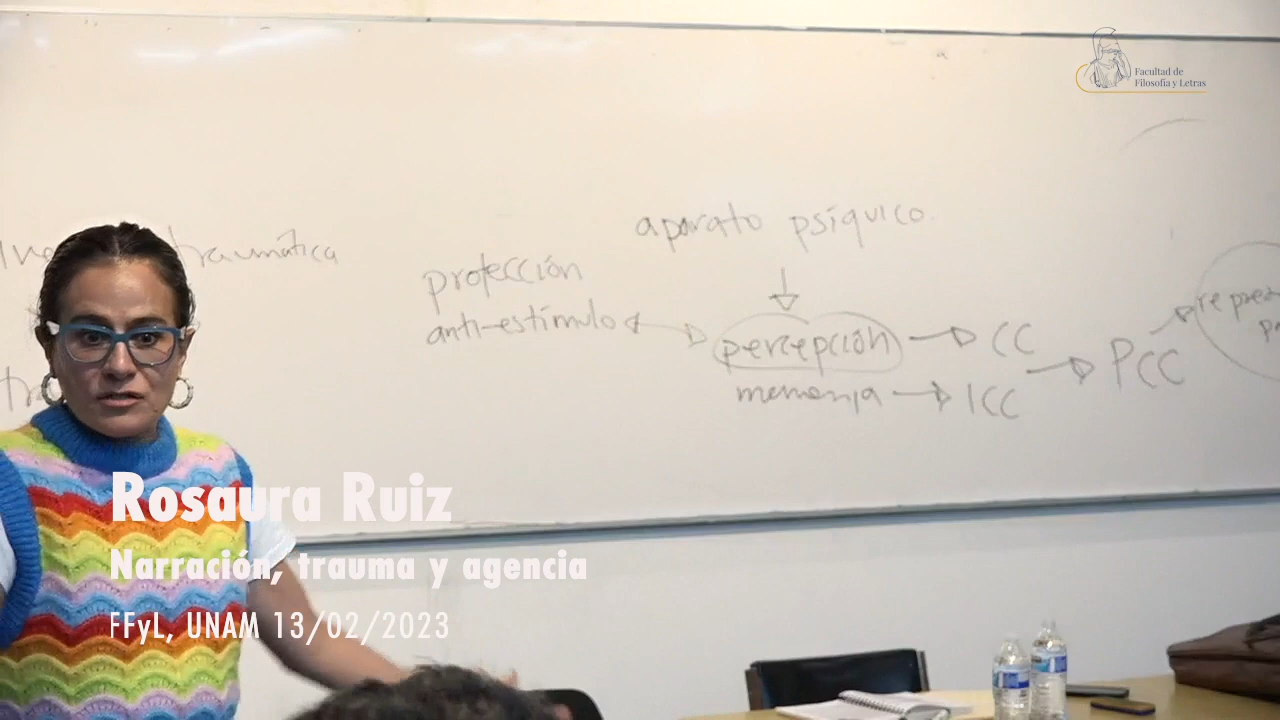 Facultad de
Filosofía y Letras
aparato psíquico.
traumática
protección
anti-estímulo
percepción
CC
memoria
ICC
PCC
Rosaura Ruiz
Narración, trauma y agencia
FFyL, UNAM 13/02/2023